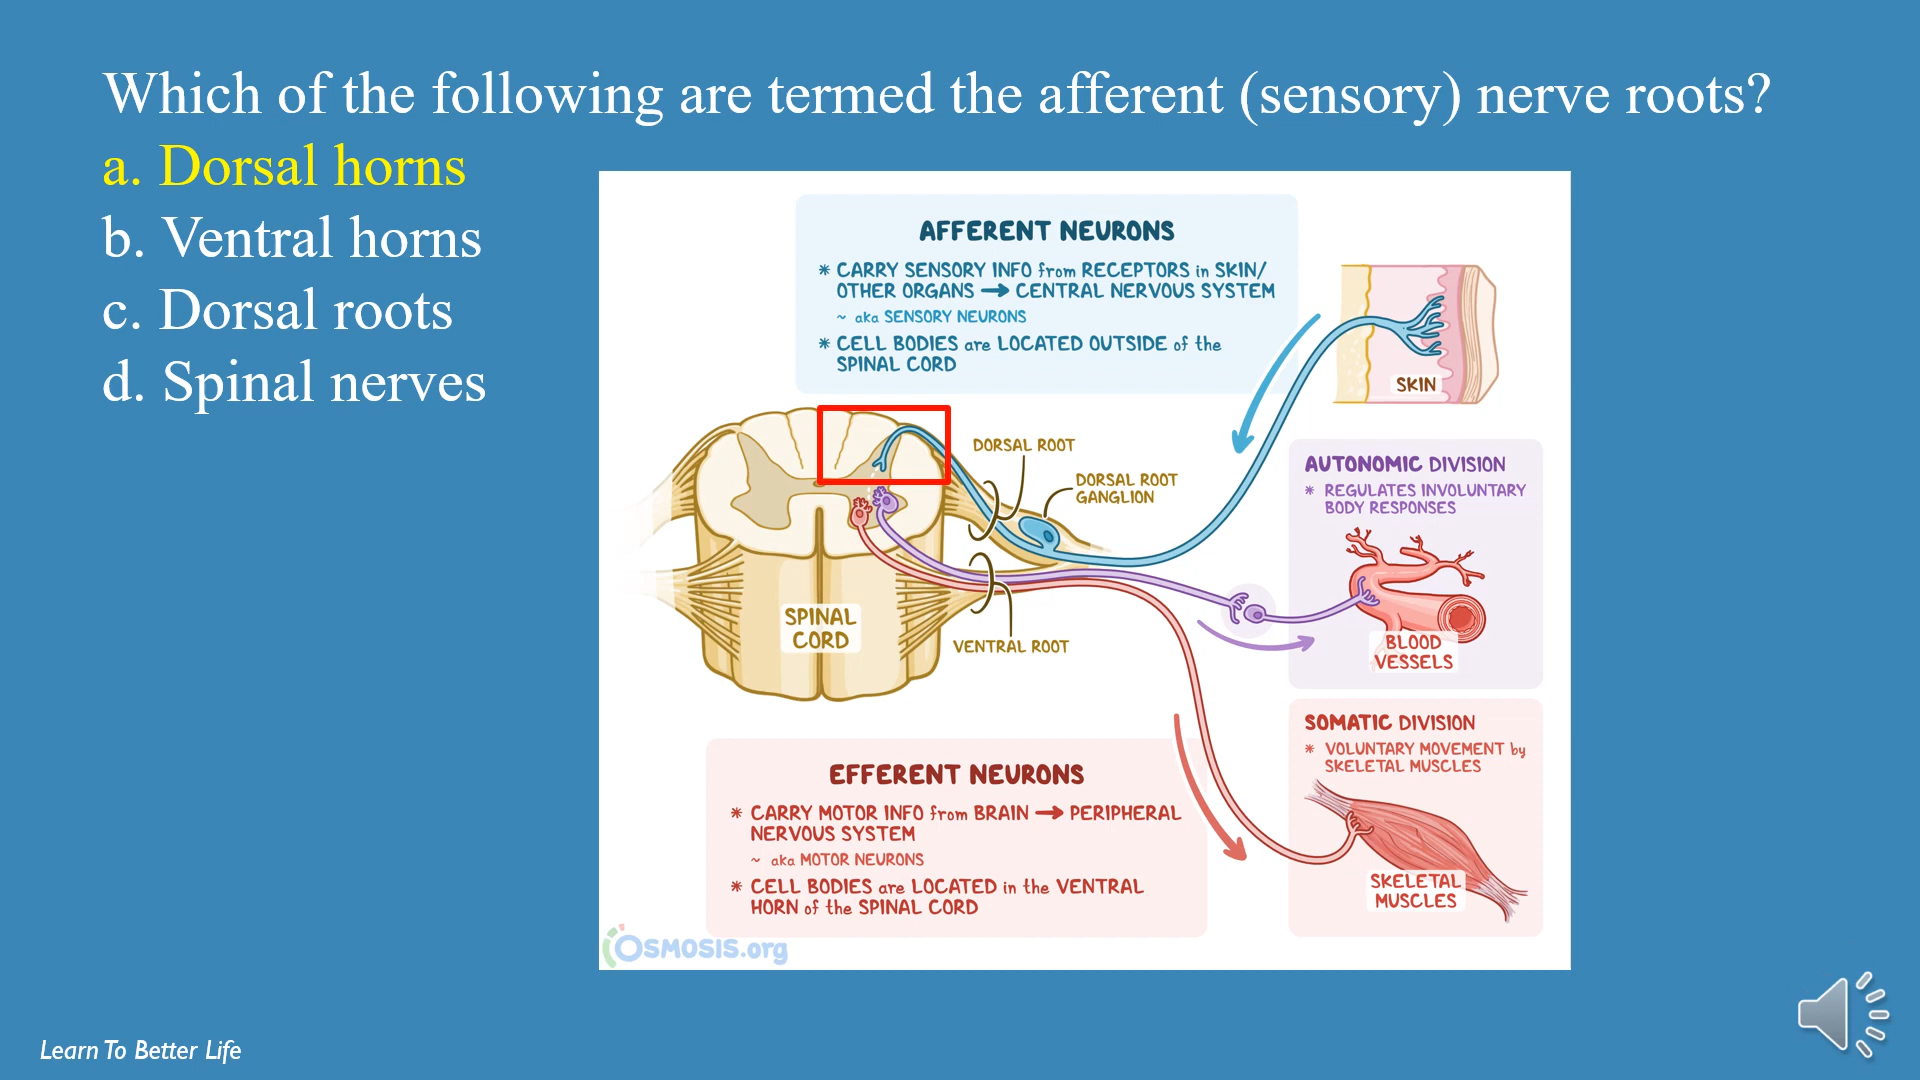 Which of the following are termed the afferent (sensory) nerve roots?
a. Dorsal horns
b. Ventral horns
c. Dorsal roots
d. Spinal nerves
AFFERENT NEURONS
* CARRY SENSORY INFO from RECEPTORS in SKIN/
OTHER ORGANS → CENTRAL NERVOUS SYSTEM
~ aka SENSORY NEURONS
* CELL BODIES are LOCATED OUTSIDE of the
SPINAL CORD
SKIN
DORSAL ROOT
DORSAL ROOT
GANGLION
AUTONOMIC DIVISION
* REGULATES INVOLUNTARY
BODY RESPONSES
SPINAL
CORD
VENTRAL ROOT
BLOOD
VESSELS
SOMATIC DIVISION
* VOLUNTARY MOVEMENT by
SKELETAL MUSCLES
EFFERENT NEURONS
* CARRY MOTOR INFO from BRAIN → PERIPHERAL
NERVOUS SYSTEM
~ aka MOTOR NEURONS
* CELL BODIES are LOCATED in the VENTRAL
HORN of the SPINAL CORD
SKELETAL
MUSCLES
OSMOSIS.org
Learn To Better Life